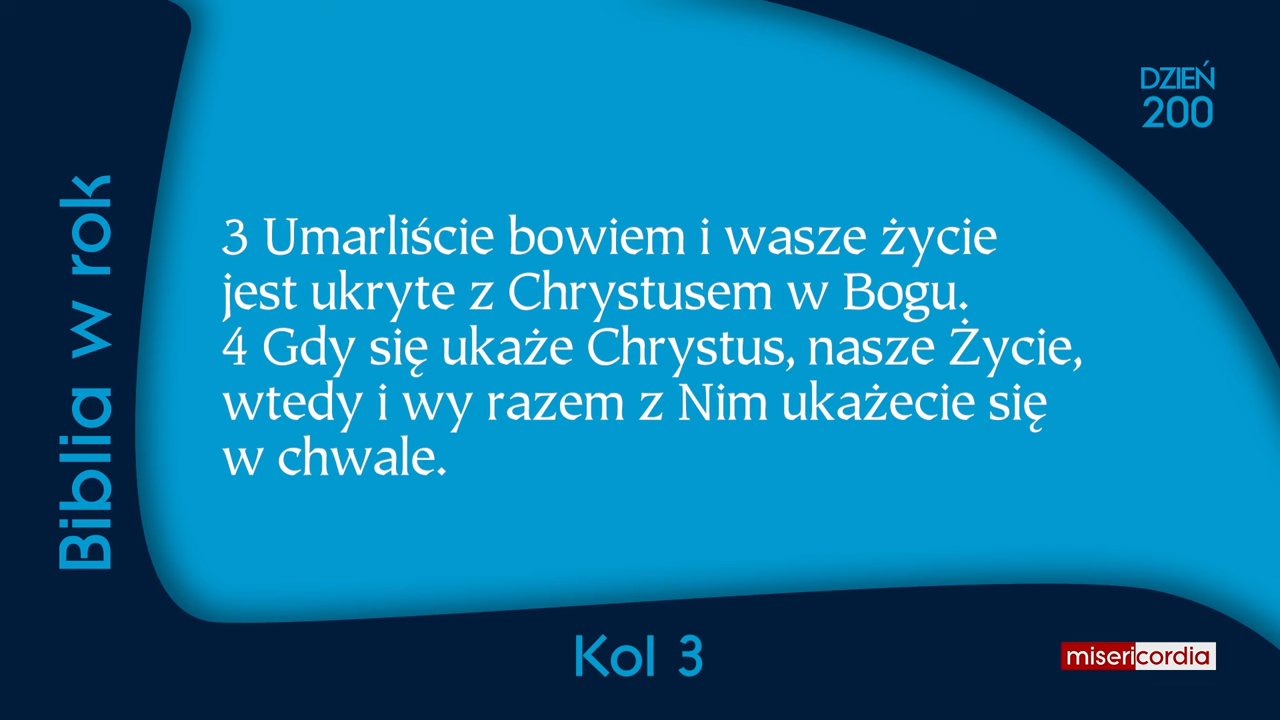 DZIEŃ
200
Biblia w rok
3 Umarliście bowiem i wasze życie
jest ukryte z Chrystusem w Bogu.
4 Gdy się ukaże Chrystus, nasze Życie,
wtedy i wy razem z Nim ukażecie się
w chwale.
Kol 3
misericordia